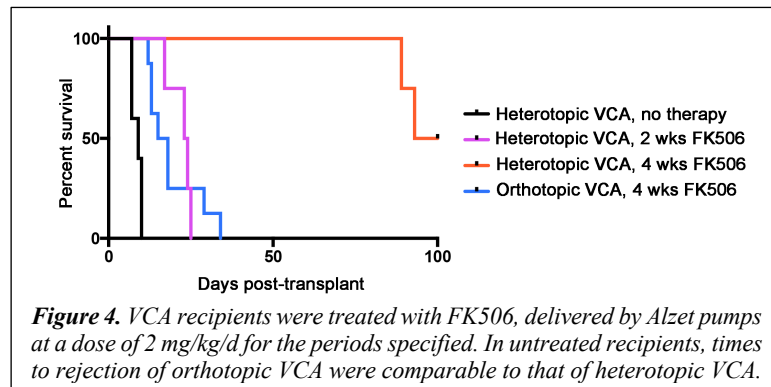 100
50
0
Percent survival
0
50
100
Days post-transplant
Heterotopic VCA, no therapy
Heterotopic VCA, 2 wks FK506
Heterotopic VCA, 4 wks FK506
Orthotopic VCA, 4 wks FK506
Figure 4. VCA recipients were treated with FK506, delivered by Alzet pumps
at a dose of 2 mg/kg/d for the periods specified. In untreated recipients, times
to rejection of orthotopic VCA were comparable to that of heterotopic VCA.